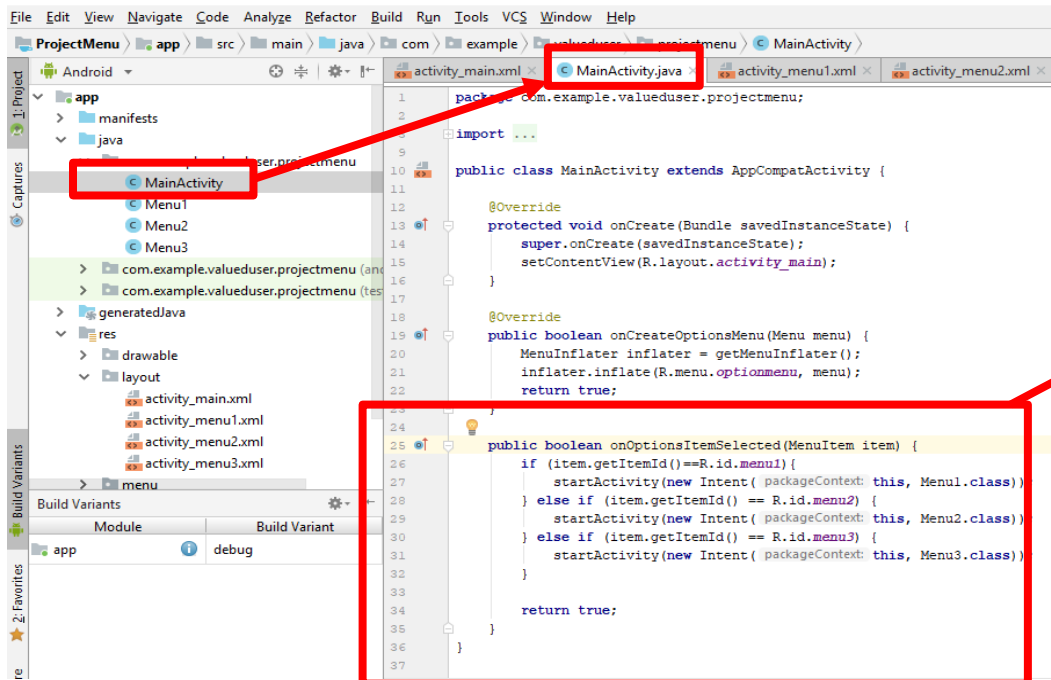 File Edit View Navigate Code Analyze Refactor Build Run Tools VCS Window Help
ProjectMenu app src main java com example valueduser projectmenu MainActivity
1: Project
Captures
Build Variants
2: Favorites
Android
app
manifests
java
projectmenu
MainActivity
Menu1
Menu2
Menu3
com.example.valueduser.projectmenu (and
com.example.valueduser.projectmenu (tes
generatedJava
res
drawable
layout
activity_main.xml
activity_menu1.xml
activity_menu2.xml
activity_menu3.xml
menu
Build Variants
Module Build Variant
app debug
activity_main.xml MainActivity.java activity_menu1.xml activity_menu2.xml
1 package com.example.valueduser.projectmenu;
2
import ...
9
10 public class MainActivity extends AppCompatActivity {
11
12 @Override
13 protected void onCreate(Bundle savedInstanceState) {
14 super.onCreate(savedInstanceState);
15 setContentView(R.layout.activity_main);
16 }
17
18 @Override
19 public boolean onCreateOptionsMenu(Menu menu) {
20 MenuInflater inflater = getMenuInflater();
21 inflater.inflate(R.menu.optionmenu, menu);
22 return true;
23 }
24
25 public boolean onOptionsItemSelected(MenuItem item) {
26 if (item.getItemId()==R.id.menu1){
27 startActivity(new Intent( packageContext: this, Menu1.class))
28 } else if (item.getItemId() == R.id.menu2) {
29 startActivity(new Intent( packageContext: this, Menu2.class))
30 } else if (item.getItemId() == R.id.menu3) {
31 startActivity(new Intent( packageContext: this, Menu3.class))
32 }
33
34 return true;
35 }
36 }
37